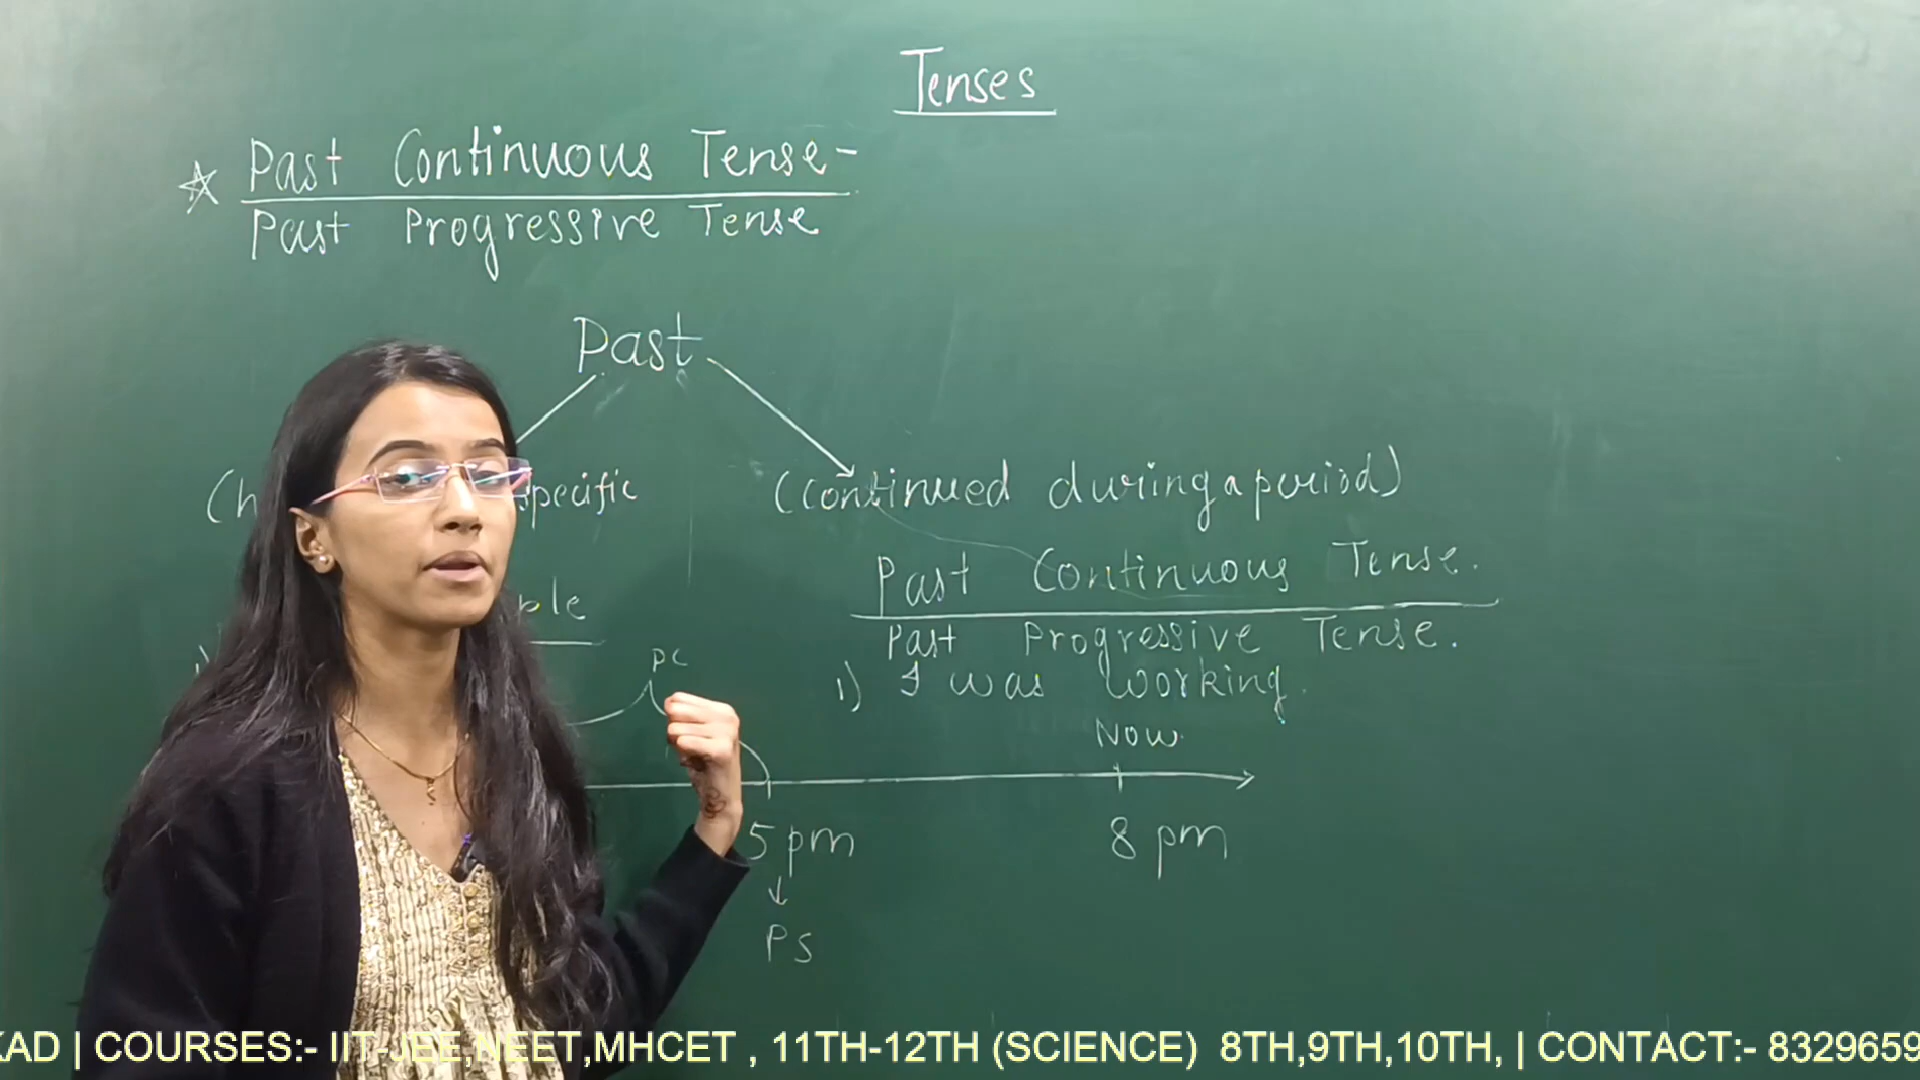 Tenses
Past Continuous Tense-
Past Progressive Tense
Past
specific
(continued during a period)
Past Continuous Tense.
Past Progressive Tense.
PC
1) I was working.
Now
5 pm
8 pm
PS
KAD | COURSES:- IIT-JEE,NEET,MHCET , 11TH-12TH (SCIENCE) 8TH,9TH,10TH, | CONTACT:- 8329659